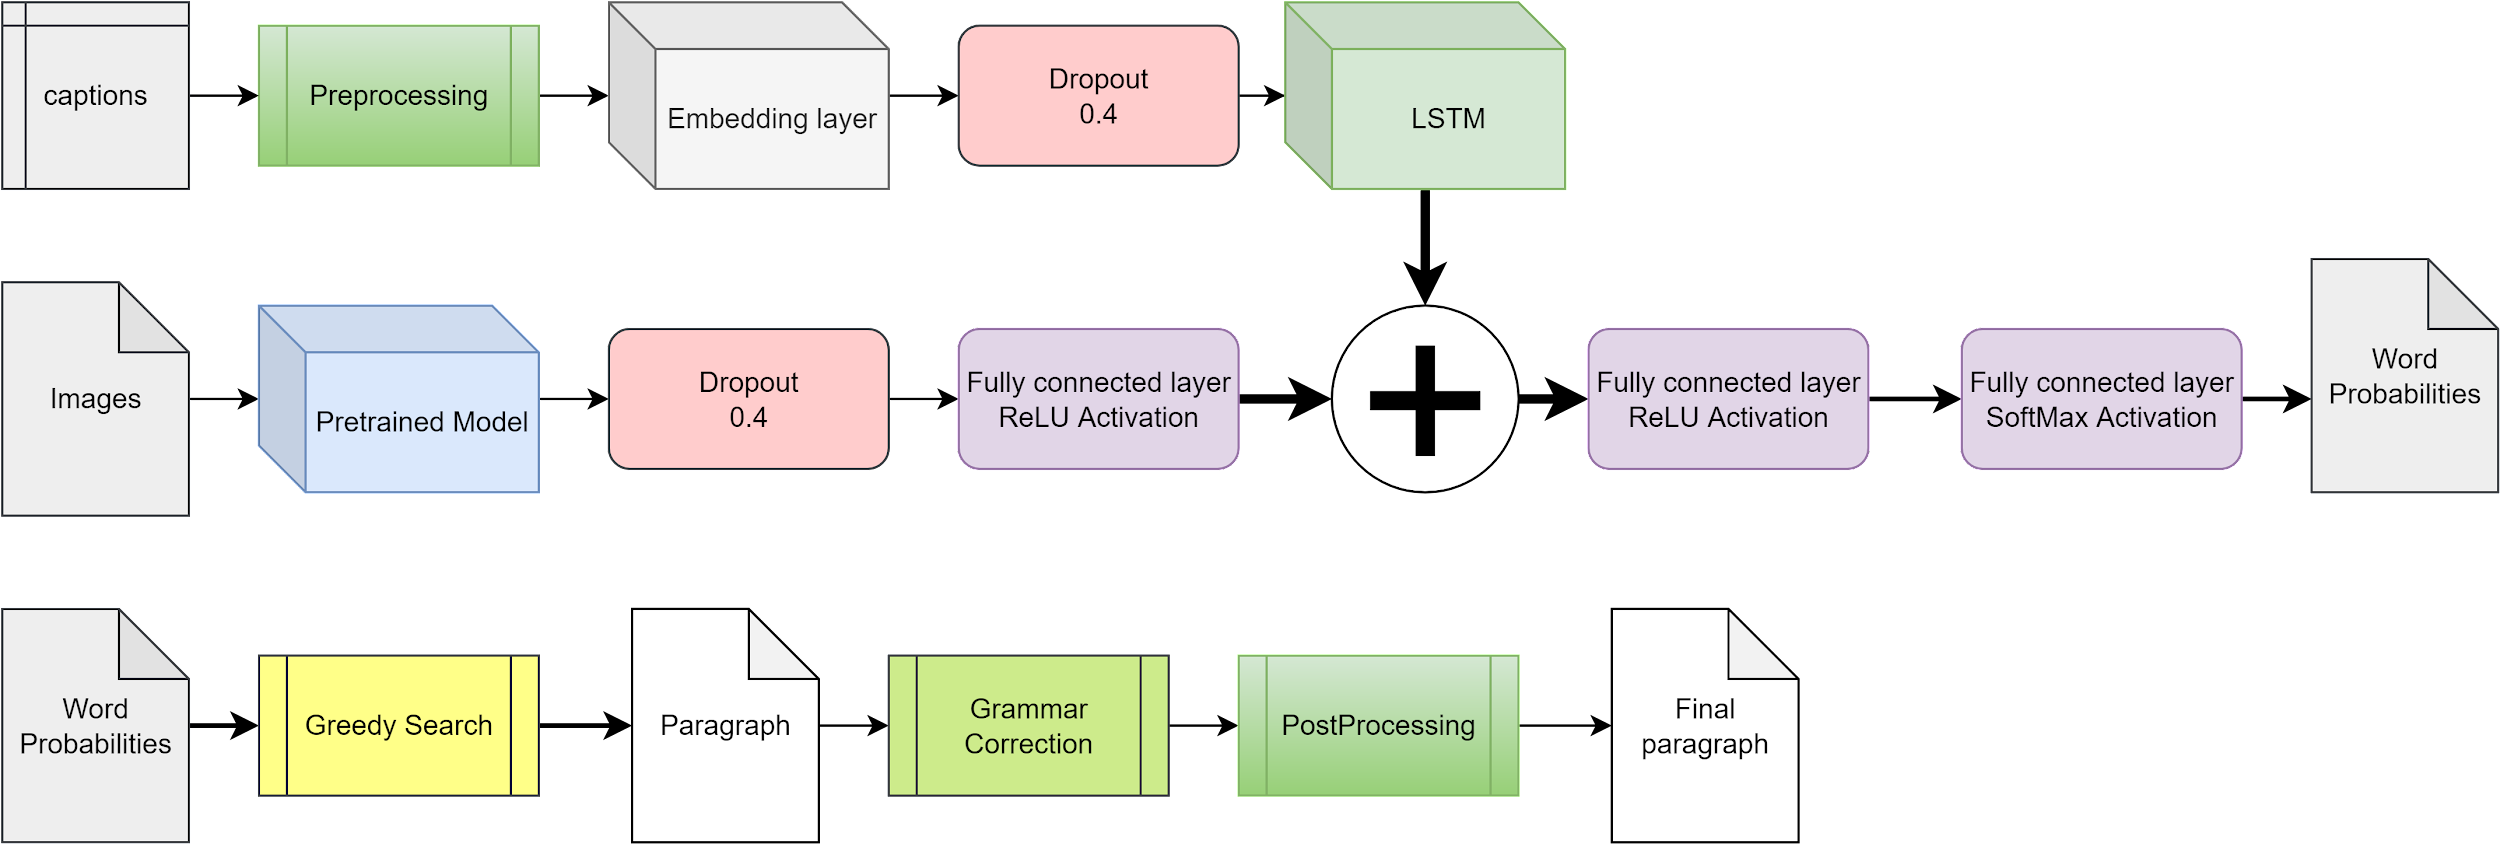 captions
Preprocessing
Embedding layer
Dropout
0.4
LSTM
Images
Pretrained Model
Dropout
0.4
Fully connected layer
ReLU Activation
Fully connected layer
ReLU Activation
Fully connected layer
SoftMax Activation
Word
Probabilities
Word
Probabilities
Greedy Search
Paragraph
Grammar
Correction
PostProcessing
Final
paragraph